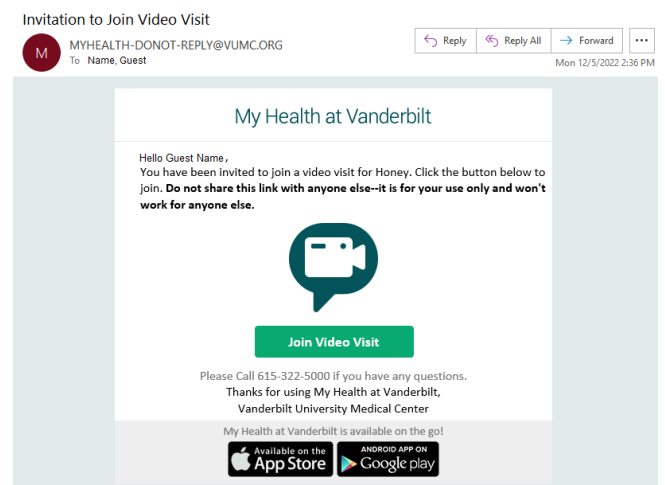 Invitation to Join Video Visit
M
MYHEALTH-DONOT-REPLY@VUMC.ORG
To Name, Guest
Reply
Reply All
Forward
Mon 12/5/2022 2:36 PM
My Health at Vanderbilt
Hello Guest Name,
You have been invited to join a video visit for Honey. Click the button below to
join. Do not share this link with anyone else--it is for your use only and won't
work for anyone else.
Join Video Visit
Please Call 615-322-5000 if you have any questions.
Thanks for using My Health at Vanderbilt,
Vanderbilt University Medical Center
My Health at Vanderbilt is available on the go!
Available on the
App Store
ANDROID APP ON
Google play